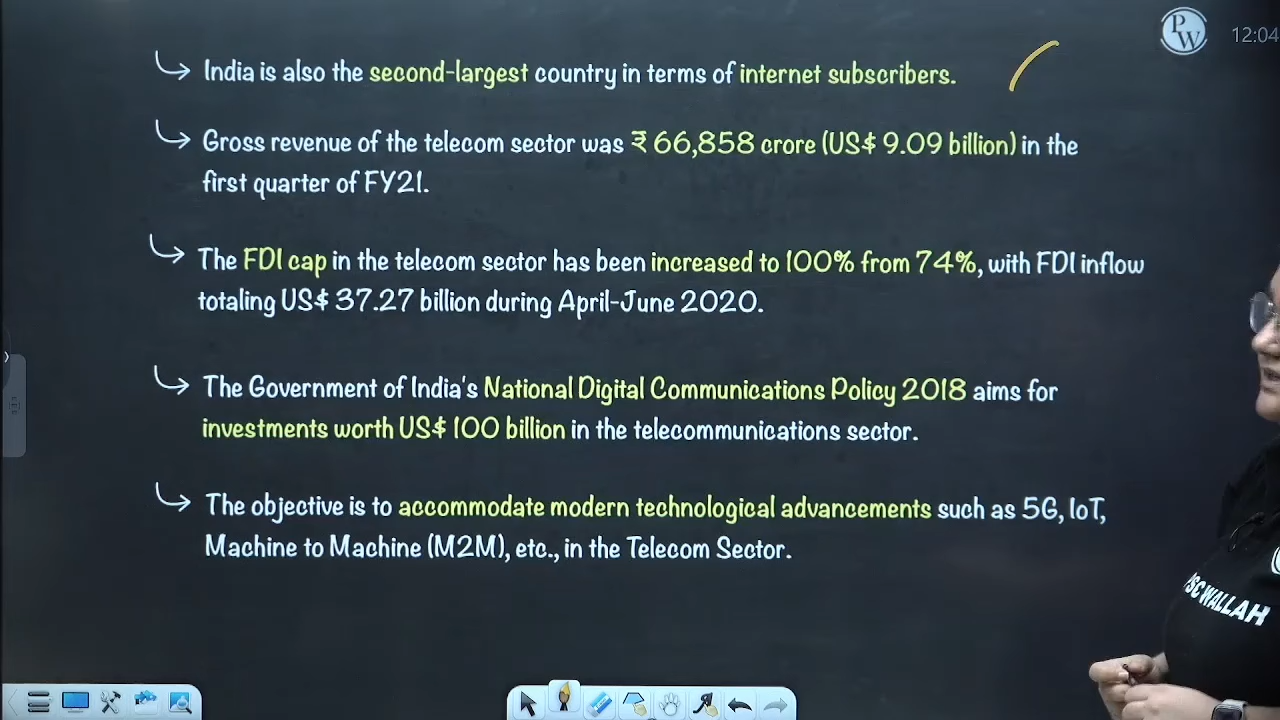 PW
12:04
India is also the second-largest country in terms of internet subscribers.
Gross revenue of the telecom sector was ₹ 66,858 crore (US$ 9.09 billion) in the
first quarter of FY21.
The FDI cap in the telecom sector has been increased to 100% from 74%, with FDI inflow
totaling US$ 37.27 billion during April-June 2020.
The Government of India's National Digital Communications Policy 2018 aims for
investments worth US$ 100 billion in the telecommunications sector.
The objective is to accommodate modern technological advancements such as 5G, IoT,
Machine to Machine (M2M), etc., in the Telecom Sector.
WALLAH